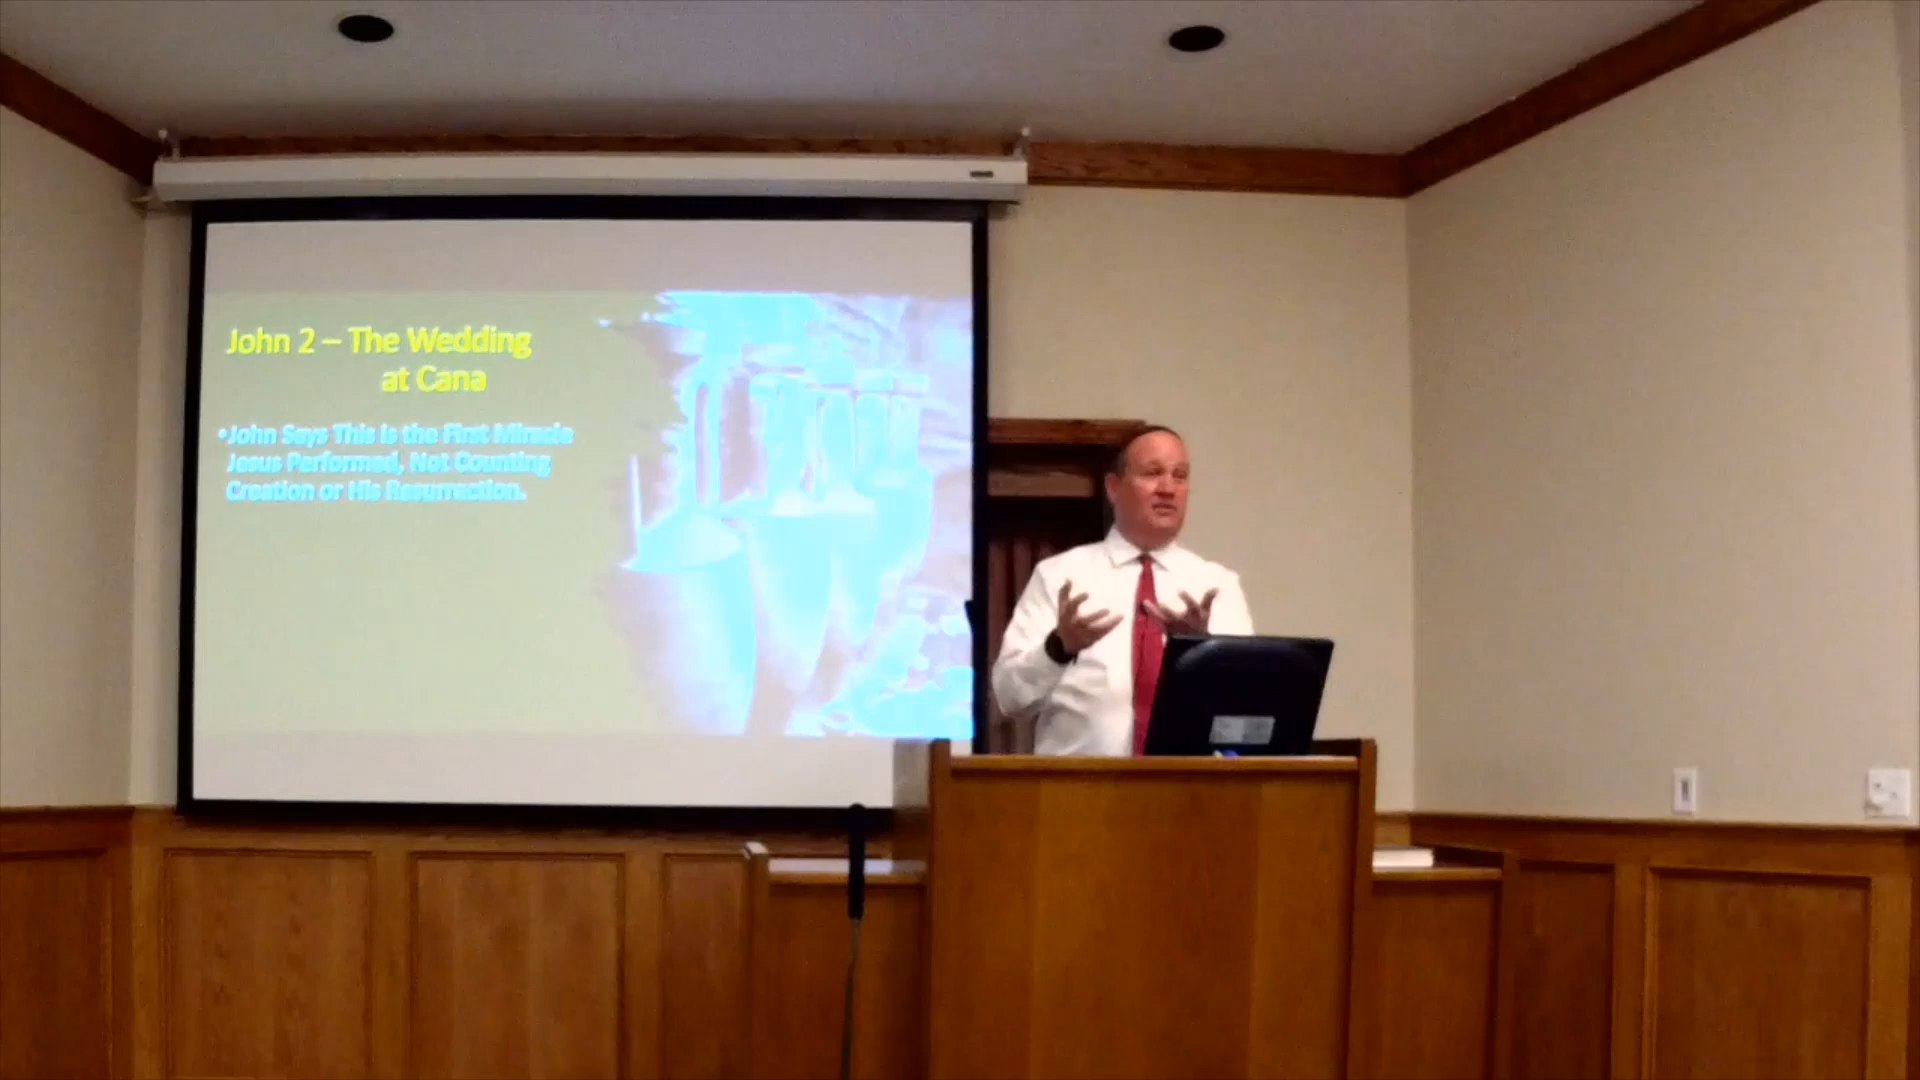 John 2 – The Wedding
at Cana
•John Says This is the First Miracle
Jesus Performed, Not Counting
Creation or His Resurrection.